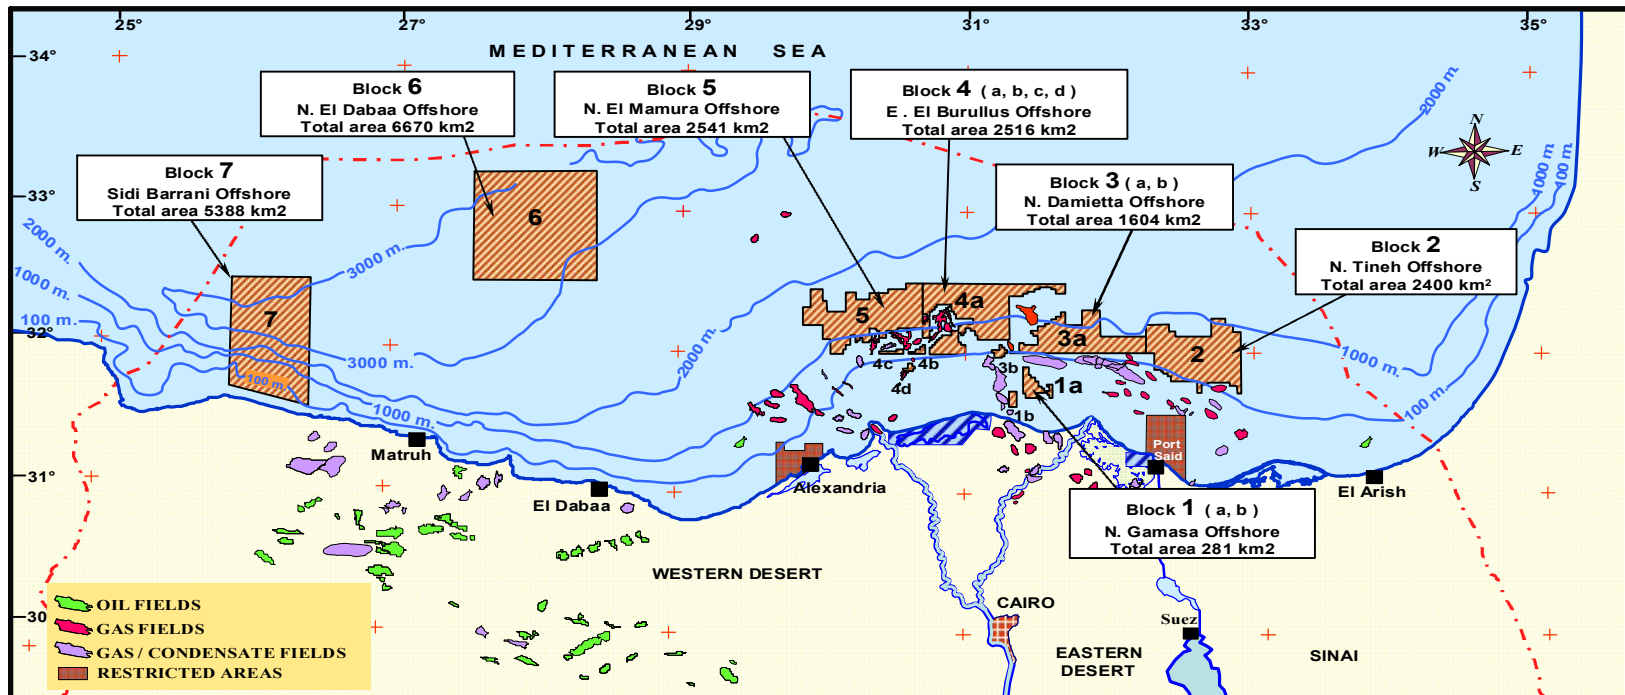 25°
27°
29°
31°
33°
35°
34°
33°
32°
31°
30°
MEDITERRANEAN SEA
Block 6
N. El Dabaa Offshore
Total area 6670 km2
Block 5
N. El Mamura Offshore
Total area 2541 km2
Block 4 ( a, b, c, d )
E . El Burullus Offshore
Total area 2516 km2
Block 7
Sidi Barrani Offshore
Total area 5388 km2
Block 3 ( a, b )
N. Damietta Offshore
Total area 1604 km2
Block 2
N. Tineh Offshore
Total area 2400 km²
Block 1 ( a, b )
N. Gamasa Offshore
Total area 281 km2
N
W
E
S
2000 m.
1000 m.
100 m.
2000 m.
1000 m.
1000 m.
100 m.
3000 m.
3000 m.
2000 m.
100 m.
1000 m.
1000 m.
100 m.
6
7
5
4a
3a
2
4c
4b
4d
3b
1a
1b
Matruh
El Dabaa
Alexandria
Port
Said
El Arish
WESTERN DESERT
CAIRO
Suez
EASTERN
DESERT
SINAI
OIL FIELDS
GAS FIELDS
GAS / CONDENSATE FIELDS
RESTRICTED AREAS